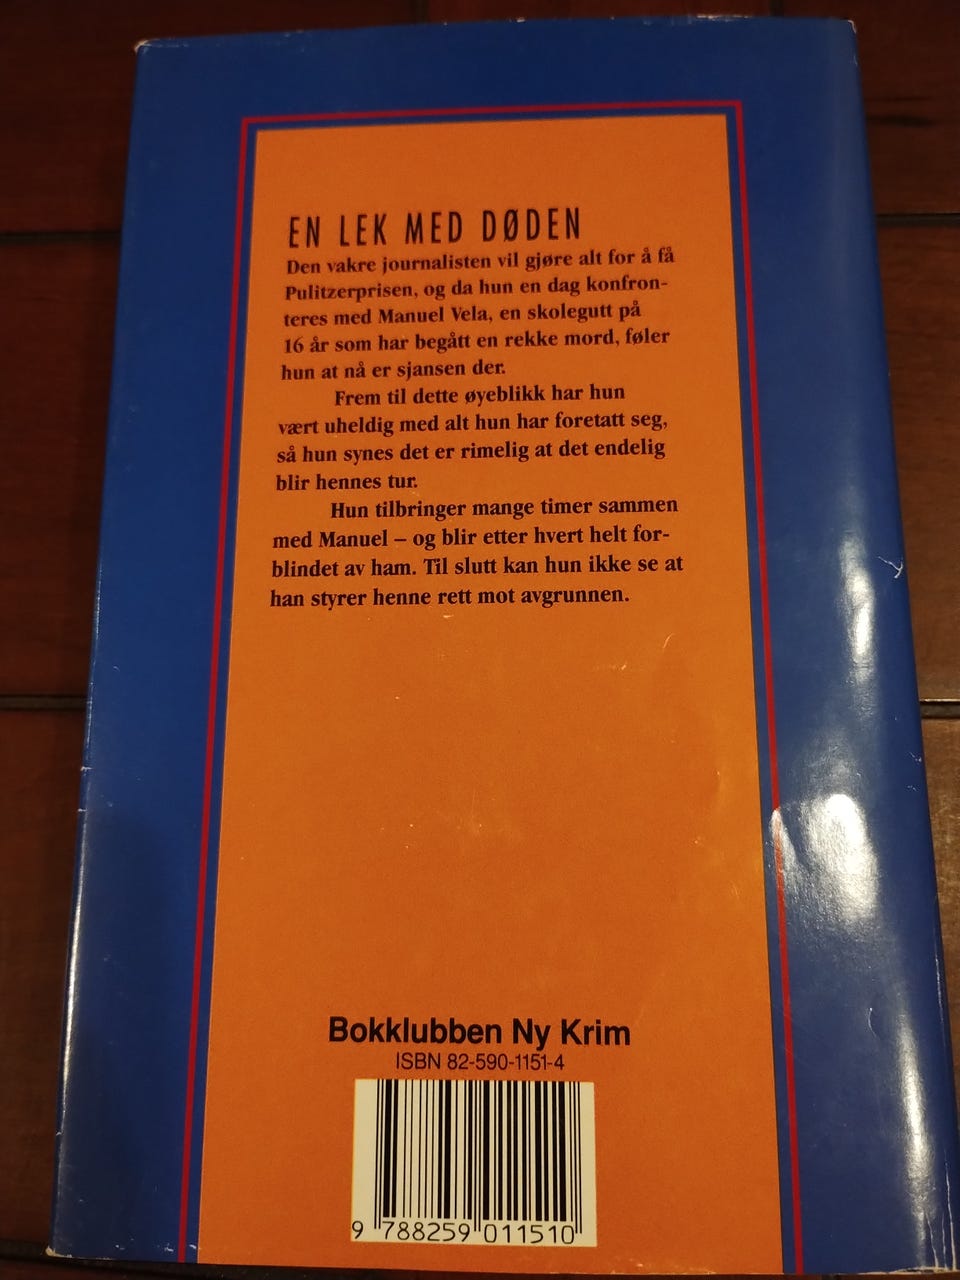 EN LEK MED DØDEN
Den vakre journalisten vil gjøre alt for å få
Pulitzerprisen, og da hun en dag konfron-
teres med Manuel Vela, en skolegutt på
16 år som har begått en rekke mord, føler
hun at nå er sjansen der.
Frem til dette øyeblikk har hun
vært uheldig med alt hun har foretatt seg,
så hun synes det er rimelig at det endelig
blir hennes tur.
Hun tilbringer mange timer sammen
med Manuel – og blir etter hvert helt for-
blindet av ham. Til slutt kan hun ikke se at
han styrer henne rett mot avgrunnen.
Bokklubben Ny Krim
ISBN 82-590-1151-4
9 788259 011510